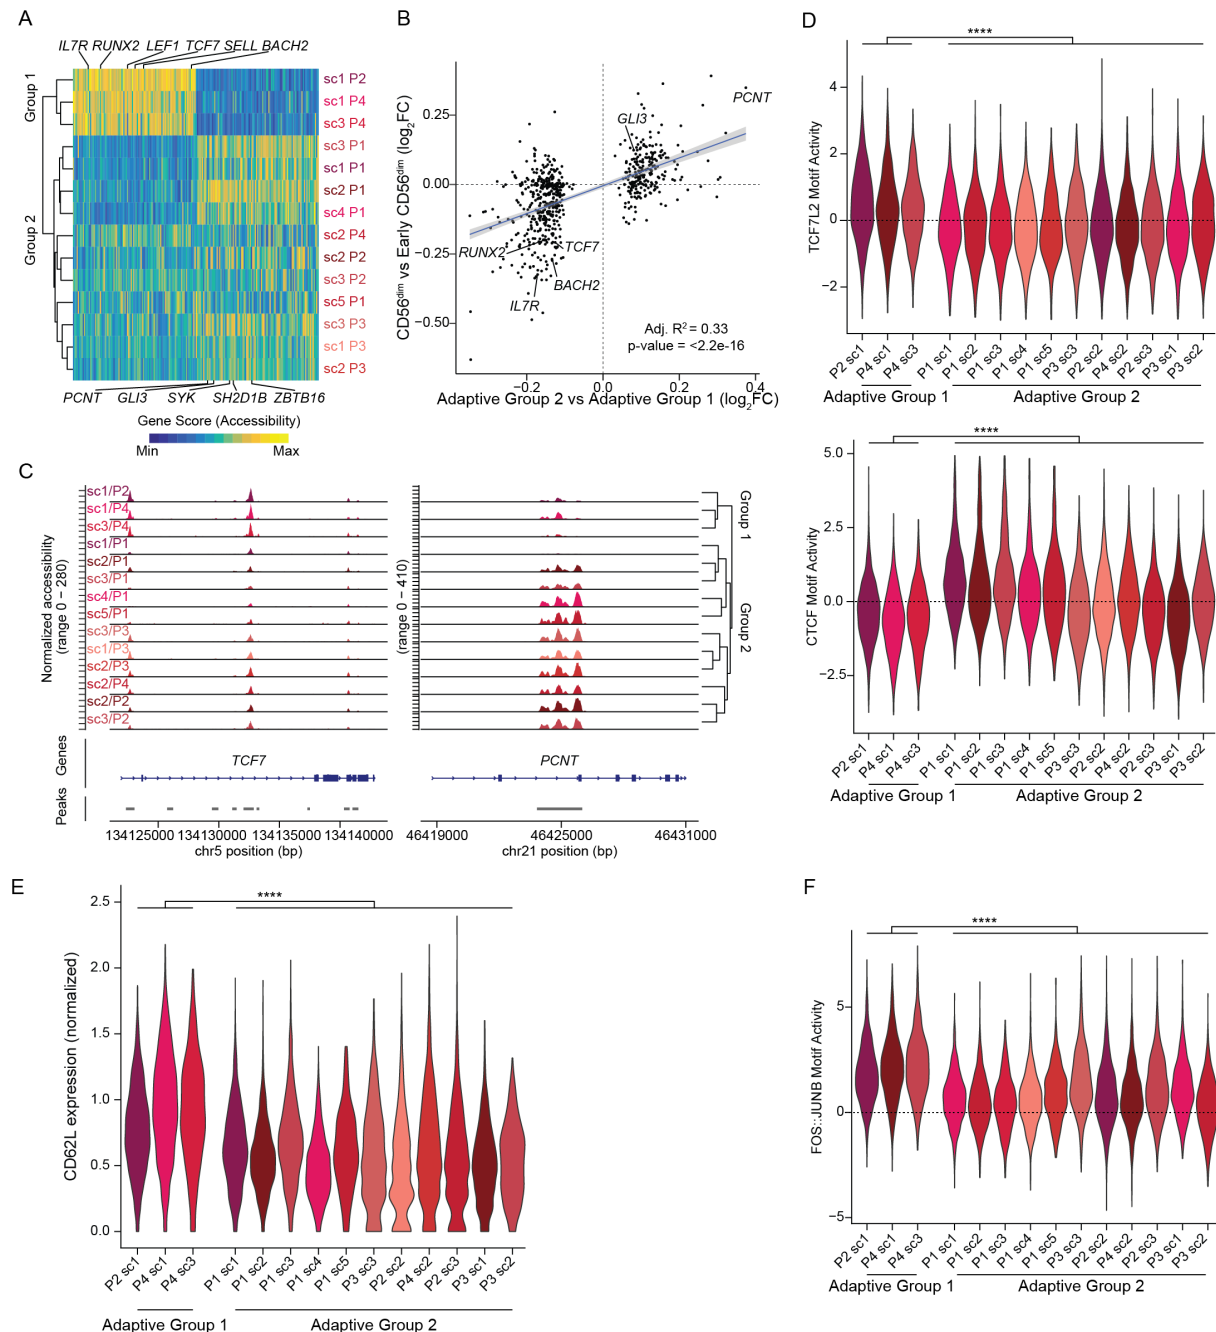 A
IL7R RUNX2 LEF1 TCF7 SELL BACH2
Group 1
Group 2
sc1 P2
sc1 P4
sc3 P4
sc3 P1
sc1 P1
sc2 P1
sc4 P1
sc2 P4
sc2 P2
sc3 P2
sc5 P1
sc3 P3
sc1 P3
sc2 P3
PCNT GLI3 SYK SH2D1B ZBTB16
Gene Score (Accessibility)
Min Max
B
CD56dim vs Early CD56dim (log2FC)
0.25
0.00
−0.25
−0.50
PCNT
GLI3
RUNX2
TCF7
BACH2
IL7R
Adj. R2 = 0.33
p-value = <2.2e-16
−0.2 0.0 0.2 0.4
Adaptive Group 2 vs Adaptive Group 1 (log2FC)
C
Normalized accessibility
(range 0 – 280)
sc1/P2
sc1/P4
sc3/P4
sc1/P1
sc2/P1
sc3/P1
sc4/P1
sc5/P1
sc3/P3
sc1/P3
sc2/P3
sc2/P4
sc2/P2
sc3/P2
(range 0 – 410)
Group 1
Group 2
Genes
TCF7
PCNT
Peaks
134125000 134130000 134135000 134140000
chr5 position (bp)
46419000 46425000 46431000
chr21 position (bp)
D
****
TCF7L2 Motif Activity
4
2
0
−2
P2 sc1 P4 sc1 P4 sc3 P1 sc1 P1 sc2 P1 sc3 P1 sc4 P1 sc5 P3 sc3 P2 sc2 P4 sc2 P2 sc3 P3 sc1 P3 sc2
Adaptive Group 1 Adaptive Group 2
****
CTCF Motif Activity
5.0
2.5
0.0
−2.5
P2 sc1 P4 sc1 P4 sc3 P1 sc1 P1 sc2 P1 sc3 P1 sc4 P1 sc5 P3 sc3 P2 sc2 P4 sc2 P2 sc3 P3 sc1 P3 sc2
Adaptive Group 1 Adaptive Group 2
E
****
CD62L expression (normalized)
2.5
2.0
1.5
1.0
0.5
0.0
P2 sc1 P4 sc1 P4 sc3 P1 sc1 P1 sc2 P1 sc3 P1 sc4 P1 sc5 P3 sc3 P2 sc2 P4 sc2 P2 sc3 P3 sc1 P3 sc2
Adaptive Group 1 Adaptive Group 2
F
****
FOS::JUNB Motif Activity
5
0
−5
P2 sc1 P4 sc1 P4 sc3 P1 sc1 P1 sc2 P1 sc3 P1 sc4 P1 sc5 P3 sc3 P2 sc2 P4 sc2 P2 sc3 P3 sc1 P3 sc2
Adaptive Group 1 Adaptive Group 2